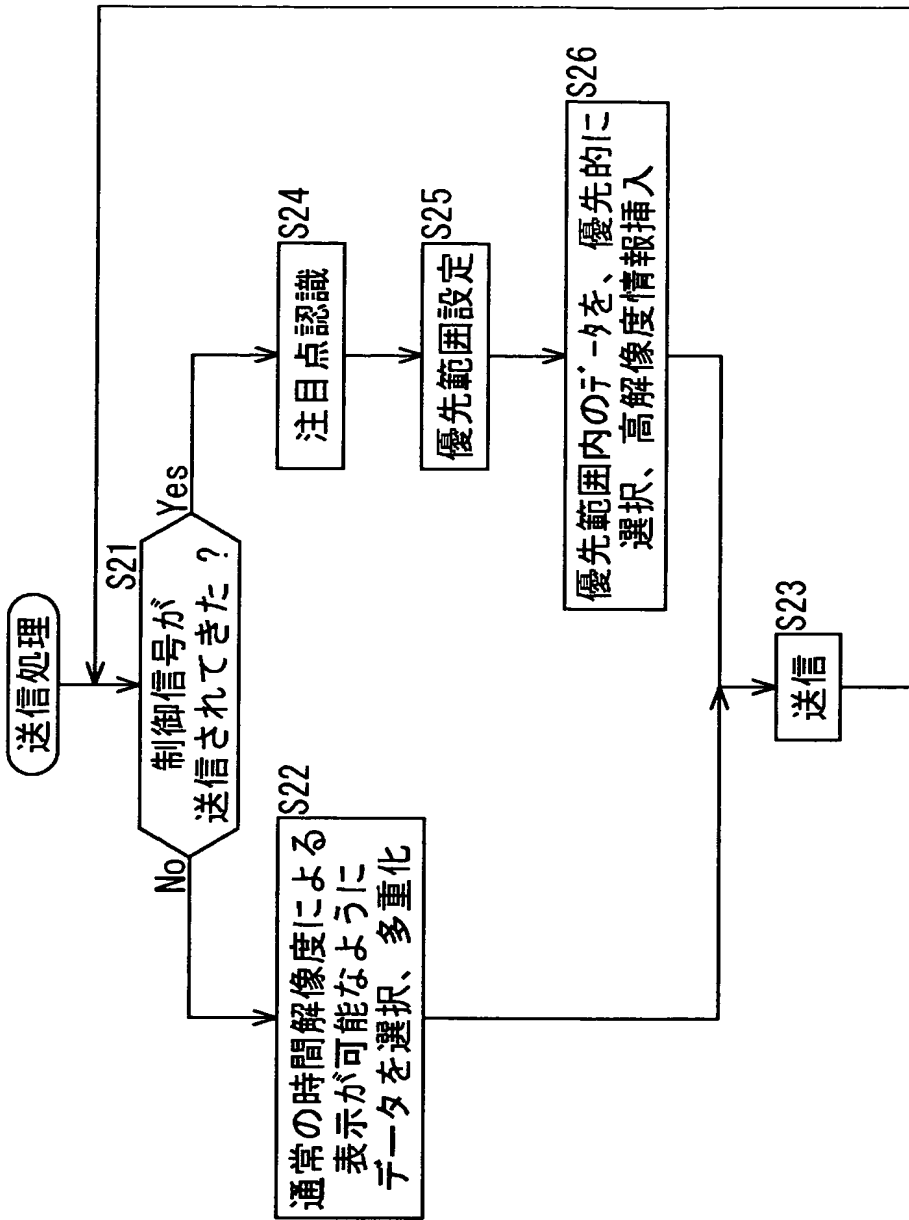 送信処理
S21
制御信号が
送信されてきた？
No
Yes
S22
通常の時間解像度による
表示が可能なように
データを選択、多重化
S24
注目点認識
S25
優先範囲設定
S26
優先範囲内のデータを、優先的に
選択、高解像度情報挿入
S23
送信